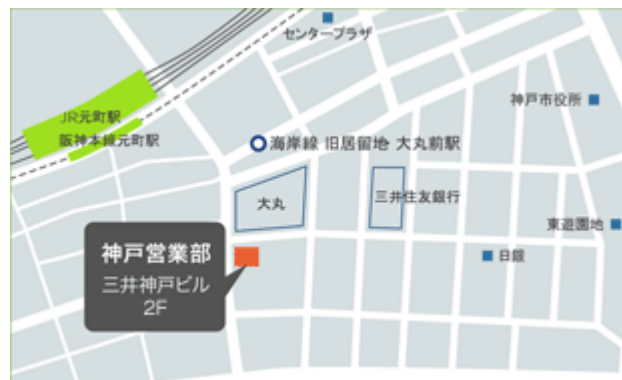 センタープラザ
神戸市役所
JR元町駅
阪神本線元町駅
海岸線 旧居留地 大丸前駅
大丸
三井住友銀行
東遊園地
日銀
神戸営業部
三井神戸ビル
2F